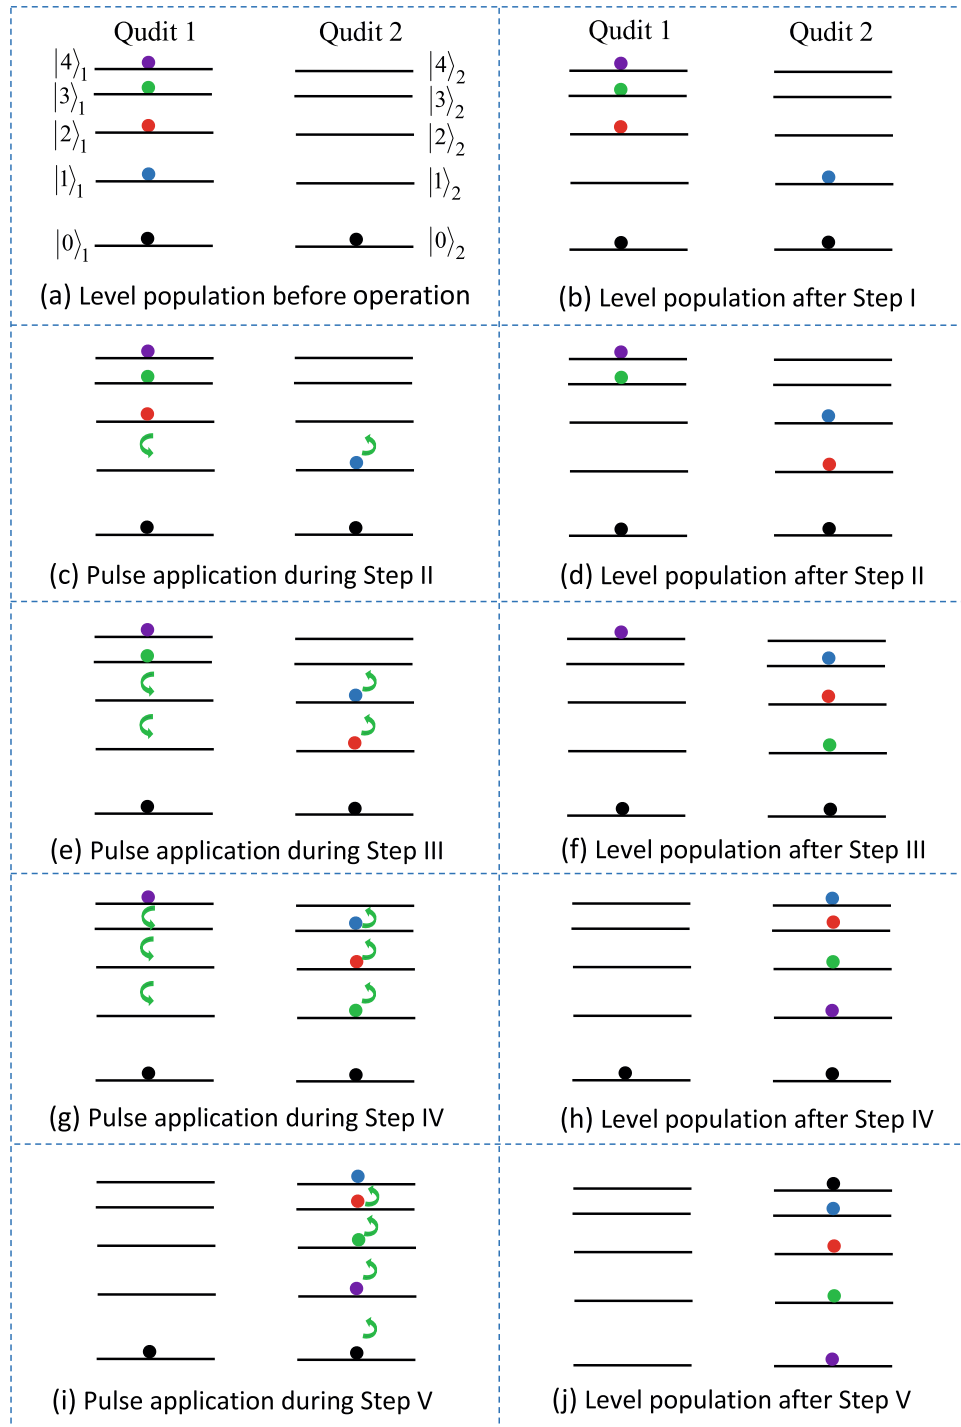 Qudit 1 Qudit 2
|4⟩₁ |4⟩₂
|3⟩₁ |3⟩₂
|2⟩₁ |2⟩₂
|1⟩₁ |1⟩₂
|0⟩₁ |0⟩₂
(a) Level population before operation
Qudit 1 Qudit 2
(b) Level population after Step I
(c) Pulse application during Step II
(d) Level population after Step II
(e) Pulse application during Step III
(f) Level population after Step III
(g) Pulse application during Step IV
(h) Level population after Step IV
(i) Pulse application during Step V
(j) Level population after Step V